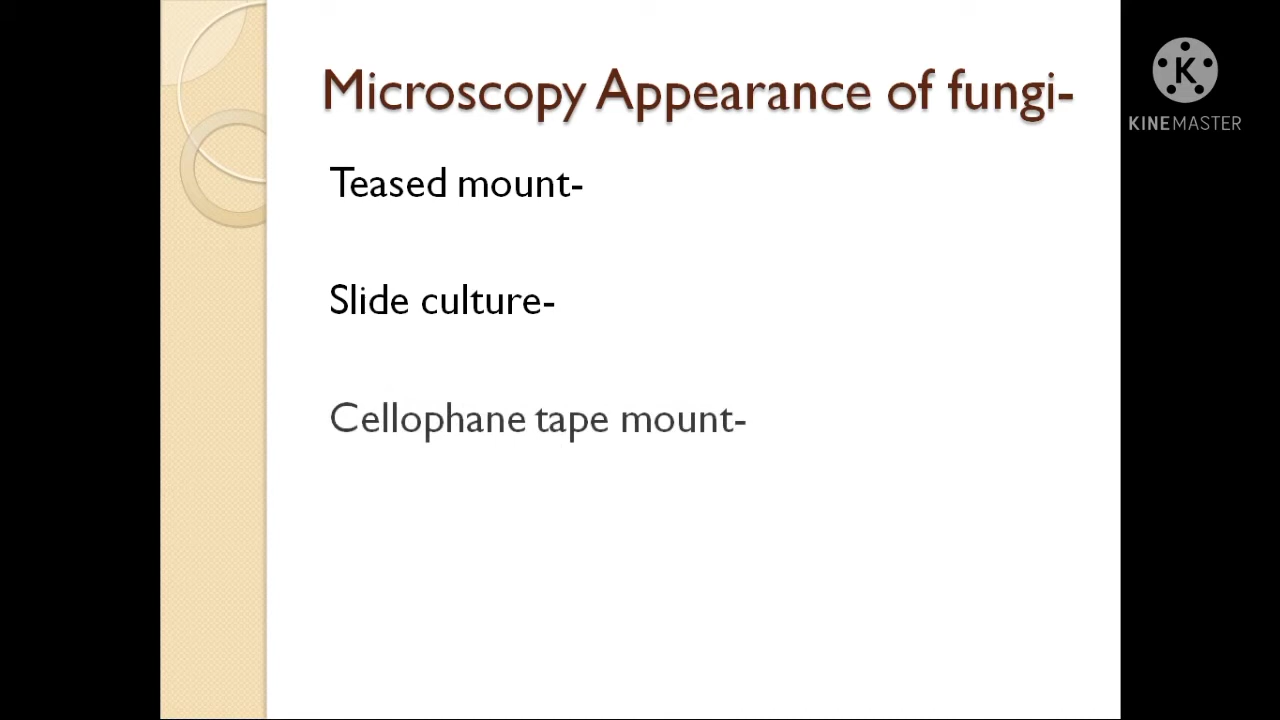 Microscopy Appearance of fungi-
Teased mount-
Slide culture-
Cellophane tape mount-
K
KINEMASTER